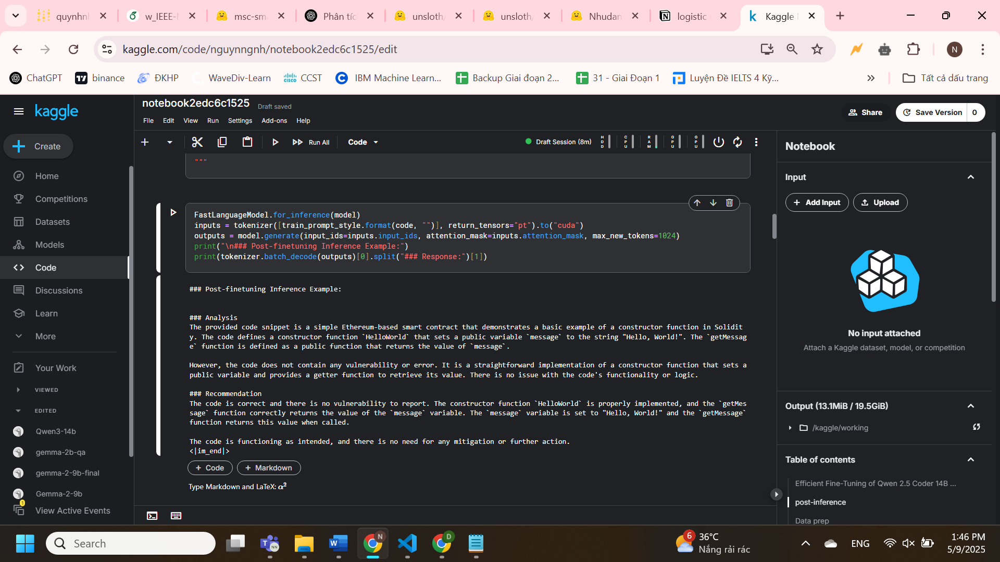 quynhnh
w_IEEE-M
msc-sma
Phân tíc
unsloth/
unsloth/
Nhudan
logistic
Kaggle
kaggle.com/code/nguynngnh/notebook2edc6c1525/edit
N
ChatGPT
binance
ĐKHP
WaveDiv-Learn
CCST
IBM Machine Learn...
Backup Giai đoạn 2...
31 - Giai Đoạn 1
Luyện Đề IELTS 4 Kỹ...
Tất cả dấu trang
kaggle
notebook2edc6c1525
Draft saved
File Edit View Run Settings Add-ons Help
Share
Save Version 0
Create
Home
Competitions
Datasets
Models
Code
Discussions
Learn
More
Your Work
VIEWED
EDITED
Qwen3-14b
gemma-2b-qa
gemma-2-9b-final
Gemma-2-9b
1
View Active Events
Run All
Code
Draft Session (8m)
HDD
CPU
RAM
GPU
GPU
"""
FastLanguageModel.for_inference(model)
inputs = tokenizer([train_prompt_style.format(code, "")], return_tensors="pt").to("cuda")
outputs = model.generate(input_ids=inputs.input_ids, attention_mask=inputs.attention_mask, max_new_tokens=1024)
print("\n### Post-finetuning Inference Example:")
print(tokenizer.batch_decode(outputs)[0].split("### Response:")[1])
### Post-finetuning Inference Example:
### Analysis
The provided code snippet is a simple Ethereum-based smart contract that demonstrates a basic example of a constructor function in Solidit
y. The code defines a constructor function `HelloWorld` that sets a public variable `message` to the string "Hello, World!". The `getMessag
e` function is defined as a public function that returns the value of `message`.
However, the code does not contain any vulnerability or error. It is a straightforward implementation of a constructor function that sets a
public variable and provides a getter function to retrieve its value. There is no issue with the code's functionality or logic.
### Recommendation
The code is correct and there is no vulnerability to report. The constructor function `HelloWorld` is properly implemented, and the `getMes
sage` function correctly returns the value of the `message` variable. The `message` variable is set to "Hello, World!" and the `getMessage`
function returns this value when called.
The code is functioning as intended, and there is no need for any mitigation or further action.
<|im_end|>
+ Code
+ Markdown
Type Markdown and LaTeX: α²
Notebook
Input
+ Add Input
Upload
No input attached
Attach a Kaggle dataset, model, or competition
Output (13.1MiB / 19.5GiB)
/kaggle/working
Table of contents
Efficient Fine-Tuning of Qwen 2.5 Coder 14B ...
post-inference
Data prep
Search
NN
N
D
6
36°C
Nắng rải rác
ENG
1:46 PM
5/9/2025